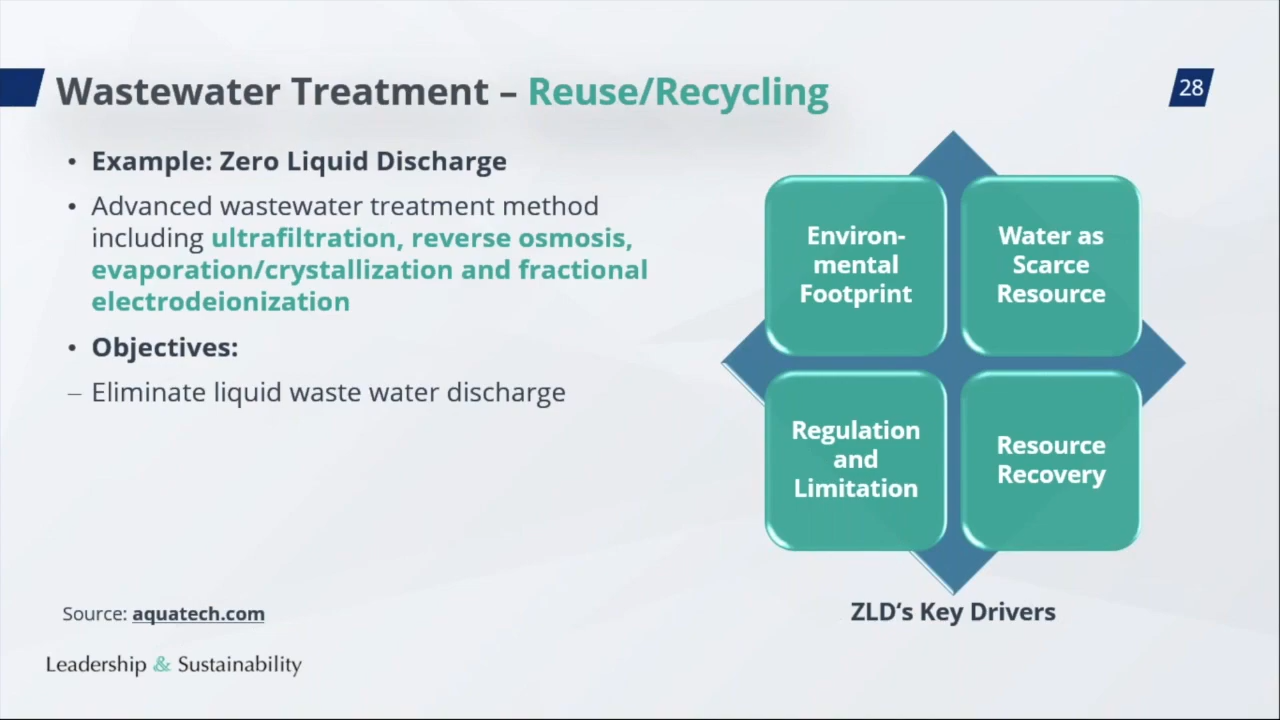 Wastewater Treatment – Reuse/Recycling
28
• Example: Zero Liquid Discharge
• Advanced wastewater treatment method
including ultrafiltration, reverse osmosis,
evaporation/crystallization and fractional
electrodeionization
• Objectives:
– Eliminate liquid waste water discharge
Environ-
mental
Footprint
Water as
Scarce
Resource
Regulation
and
Limitation
Resource
Recovery
ZLD‘s Key Drivers
Source: aquatech.com
Leadership & Sustainability